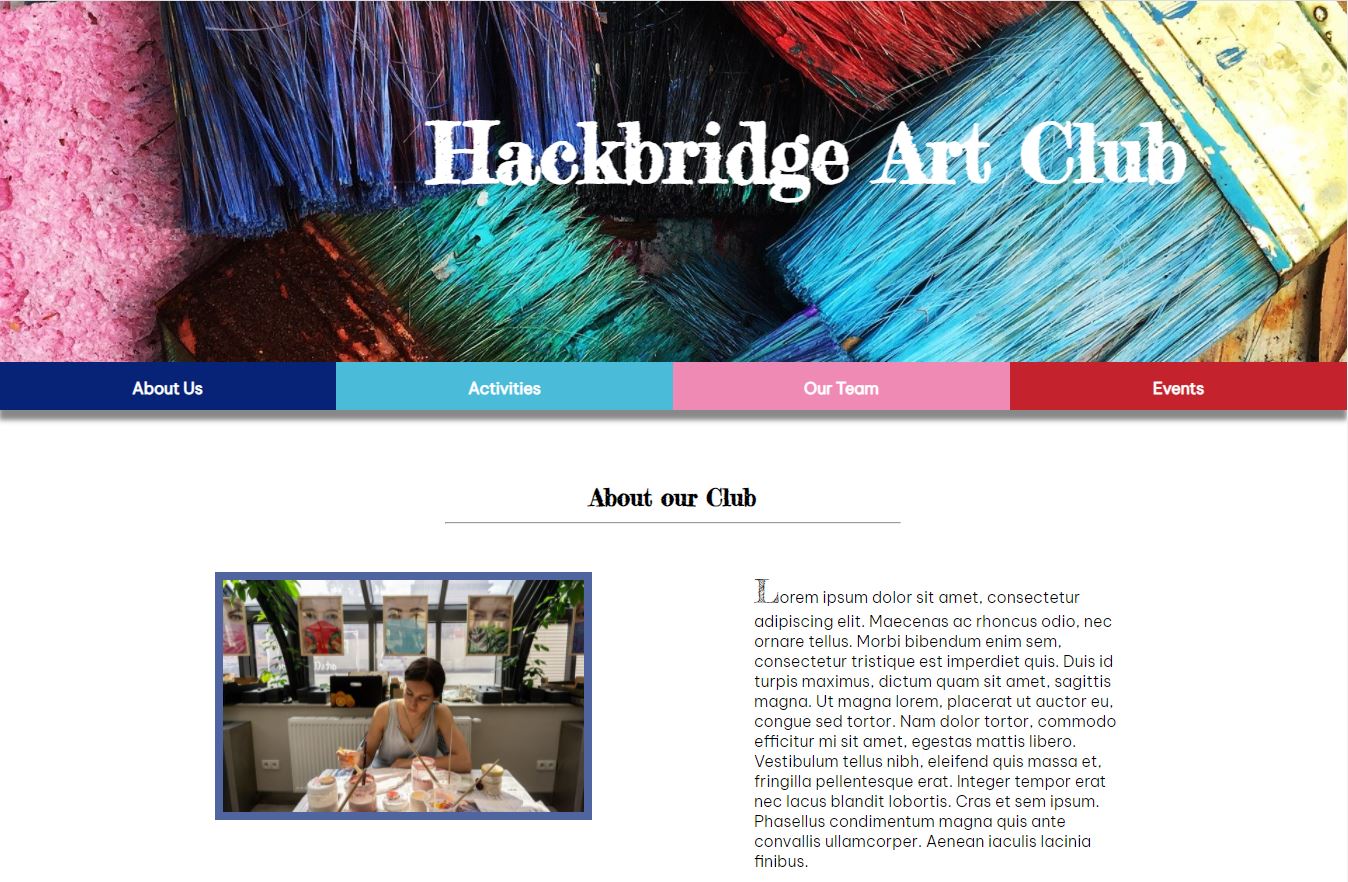 Hackbridge Art Club
About Us
Activities
Our Team
Events
About our Club
Lorem ipsum dolor sit amet, consectetur
adipiscing elit. Maecenas ac rhoncus odio, nec
ornare tellus. Morbi bibendum enim sem,
consectetur tristique est imperdiet quis. Duis id
turpis maximus, dictum quam sit amet, sagittis
magna. Ut magna lorem, placerat ut auctor eu,
congue sed tortor. Nam dolor tortor, commodo
efficitur mi sit amet, egestas mattis libero.
Vestibulum tellus nibh, eleifend quis massa et,
fringilla pellentesque erat. Integer tempor erat
nec lacus blandit lobortis. Cras et sem ipsum.
Phasellus condimentum magna quis ante
convallis ullamcorper. Aenean iaculis lacinia
finibus.